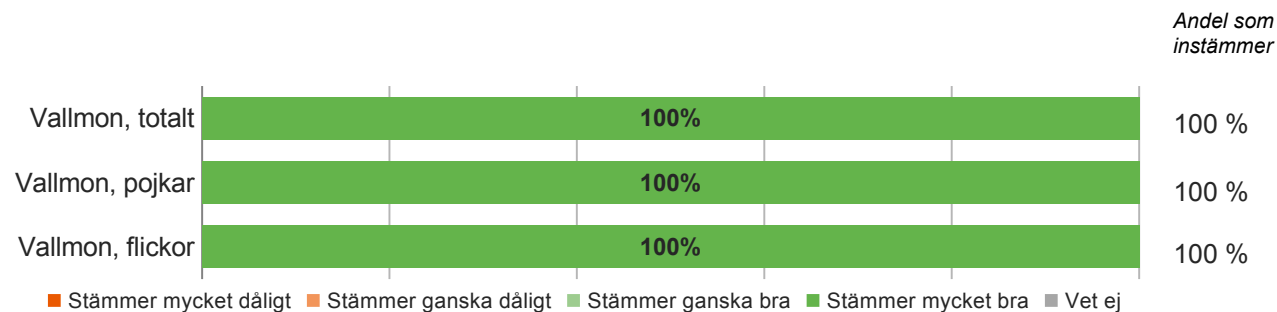 Andel som
instämmer
Vallmon, totalt 100% 100 %
Vallmon, pojkar 100% 100 %
Vallmon, flickor 100% 100 %
Stämmer mycket dåligt Stämmer ganska dåligt Stämmer ganska bra Stämmer mycket bra Vet ej